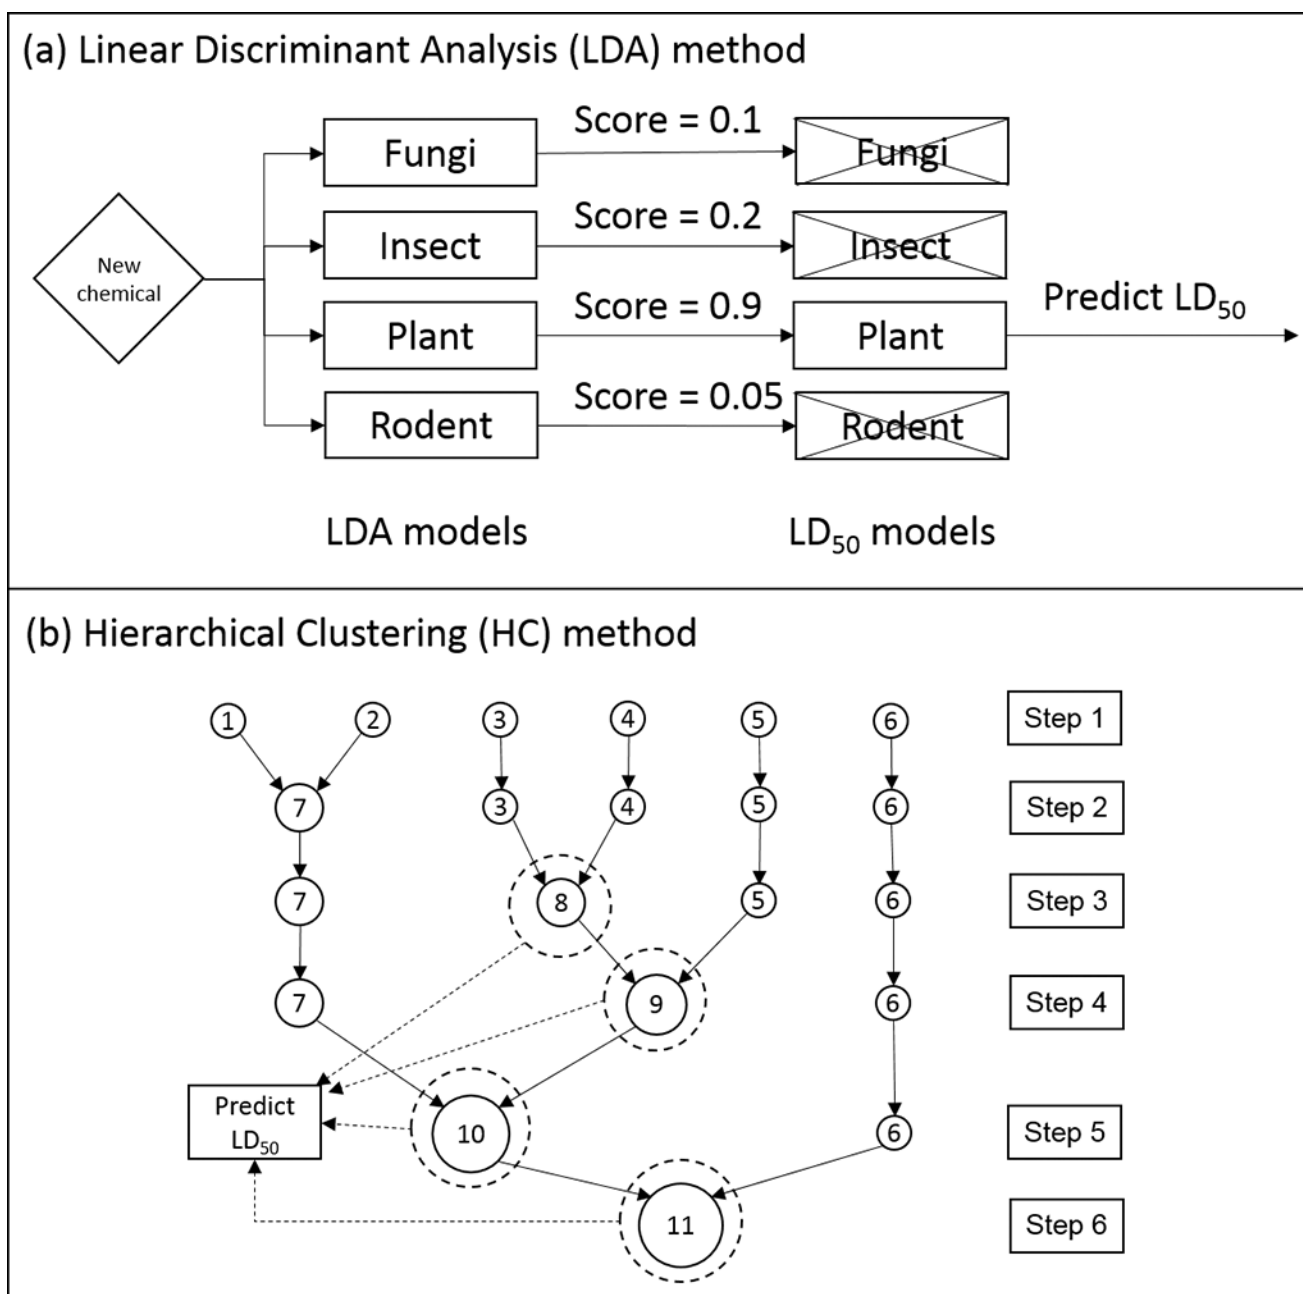 (a) Linear Discriminant Analysis (LDA) method
New
chemical
Fungi
Score = 0.1
Fungi
Insect
Score = 0.2
Insect
Plant
Score = 0.9
Plant
Predict LD50
Rodent
Score = 0.05
Rodent
LDA models
LD50 models
(b) Hierarchical Clustering (HC) method
1 2 3 4 5 6 Step 1
7 3 4 5 6 Step 2
7 8 5 6 Step 3
7 9 6 Step 4
Predict
LD50
10 6 Step 5
11 Step 6